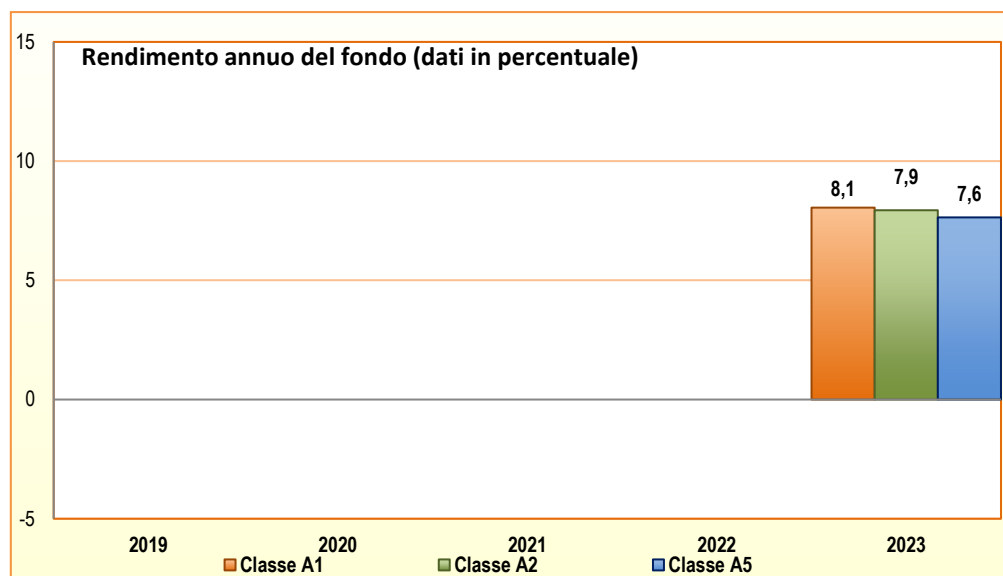 Rendimento annuo del fondo (dati in percentuale)
15
10
5
0
-5
8,1
7,9
7,6
2019 2020 2021 2022 2023
Classe A1 Classe A2 Classe A5